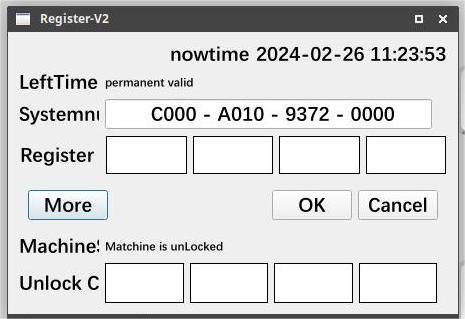 Register-V2
nowtime 2024-02-26 11:23:53
LeftTime permanent valid
Systemnu C000 - A010 - 9372 - 0000
Register
More OK Cancel
MachineS Matchine is unLocked
Unlock C